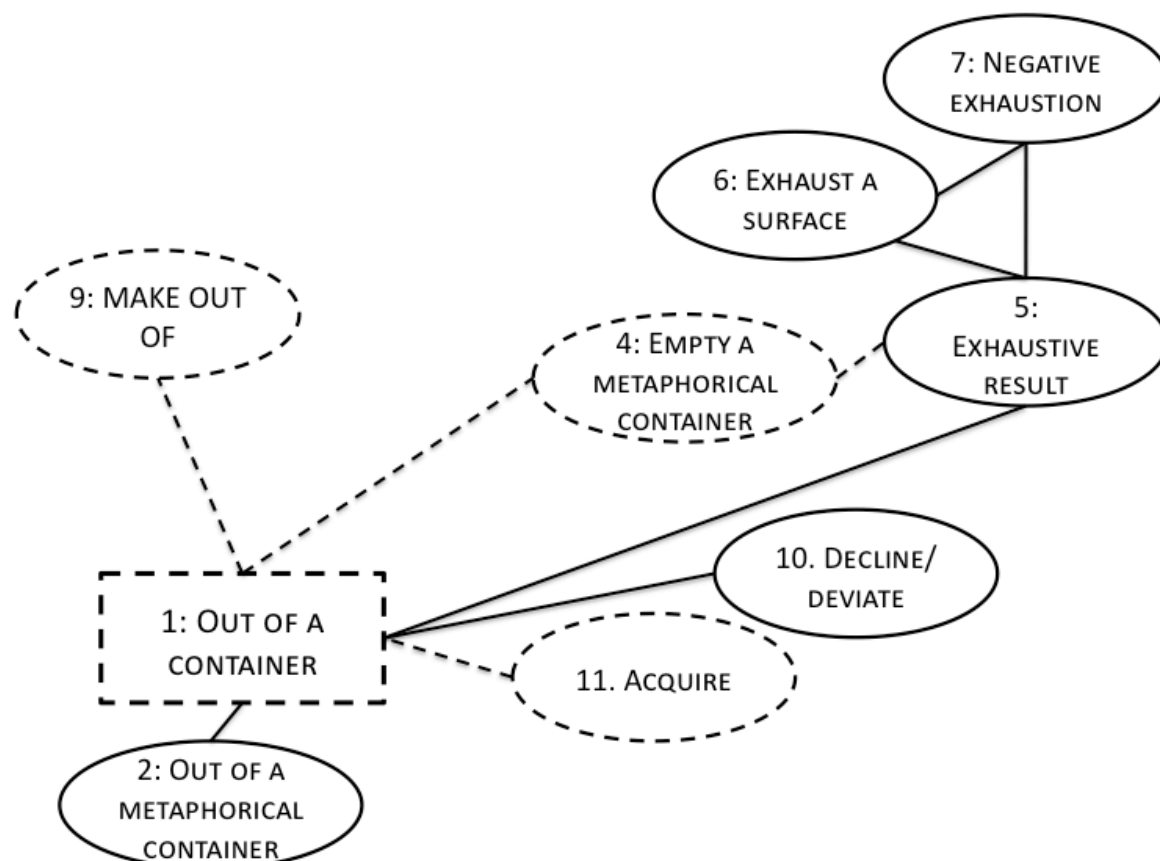 7: NEGATIVE
EXHAUSTION
6: EXHAUST A
SURFACE
9: MAKE OUT
OF
4: EMPTY A
METAPHORICAL
CONTAINER
5:
EXHAUSTIVE
RESULT
10. DECLINE/
DEVIATE
1: OUT OF A
CONTAINER
11. ACQUIRE
2: OUT OF A
METAPHORICAL
CONTAINER